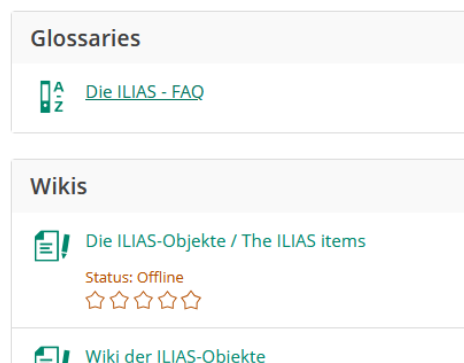 Glossaries
A
-
Z
Die ILIAS - FAQ
Wikis
Die ILIAS-Objekte / The ILIAS items
Status: Offline
Wiki der ILIAS-Objekte